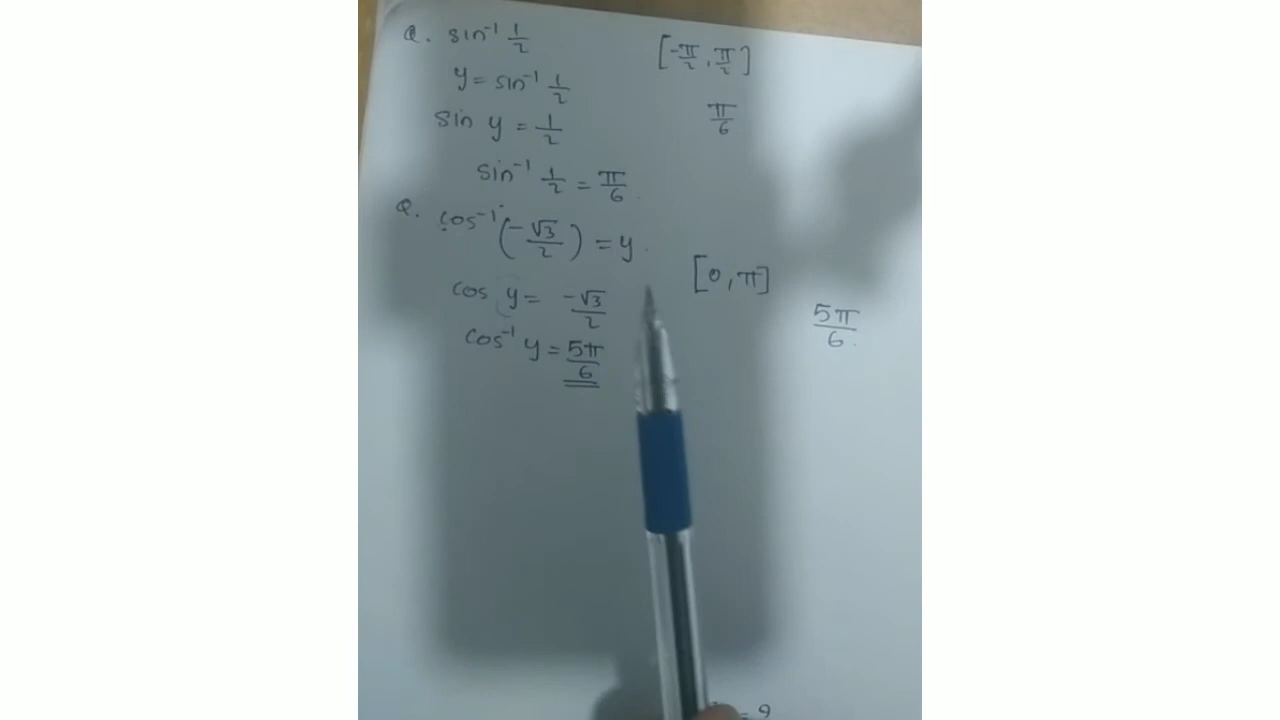 Q. sin⁻¹ 1/2 [-π/2, π/2]
y = sin⁻¹ 1/2
sin y = 1/2 π/6
sin⁻¹ 1/2 = π/6
Q. cos⁻¹(-√3/2) = y
[0, π]
cos y = -√3/2 5π/6
cos⁻¹ y = 5π/6
= 9